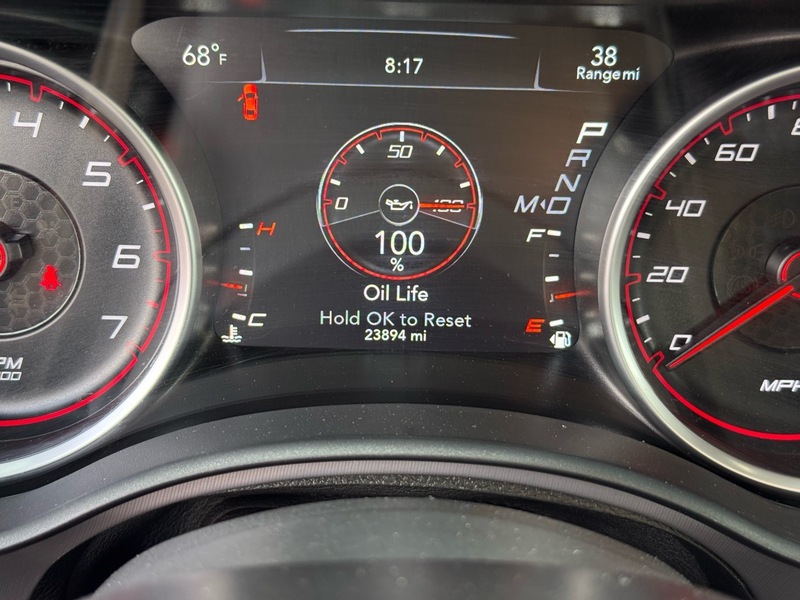 68°F
8:17
38
Range mi
4
5
6
7
PM
00
50
0
100
100
%
Oil Life
Hold OK to Reset
23894 mi
H
C
P
R
N
M◂D
F
E
60
40
20
0
MPH